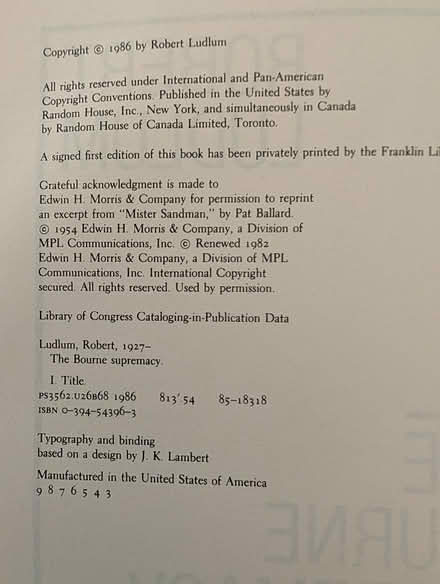 Copyright © 1986 by Robert Ludlum
All rights reserved under International and Pan-American
Copyright Conventions. Published in the United States by
Random House, Inc., New York, and simultaneously in Canada
by Random House of Canada Limited, Toronto.
A signed first edition of this book has been privately printed by the Franklin Li
Grateful acknowledgment is made to
Edwin H. Morris & Company for permission to reprint
an excerpt from "Mister Sandman," by Pat Ballard.
© 1954 Edwin H. Morris & Company, a Division of
MPL Communications, Inc. © Renewed 1982
Edwin H. Morris & Company, a Division of MPL
Communications, Inc. International Copyright
secured. All rights reserved. Used by permission.
Library of Congress Cataloging-in-Publication Data
Ludlum, Robert, 1927–
The Bourne supremacy.
I. Title.
PS3562.U26B68 1986 813'.54 85-18318
ISBN 0-394-54396-3
Typography and binding
based on a design by J. K. Lambert
Manufactured in the United States of America
9 8 7 6 5 4 3